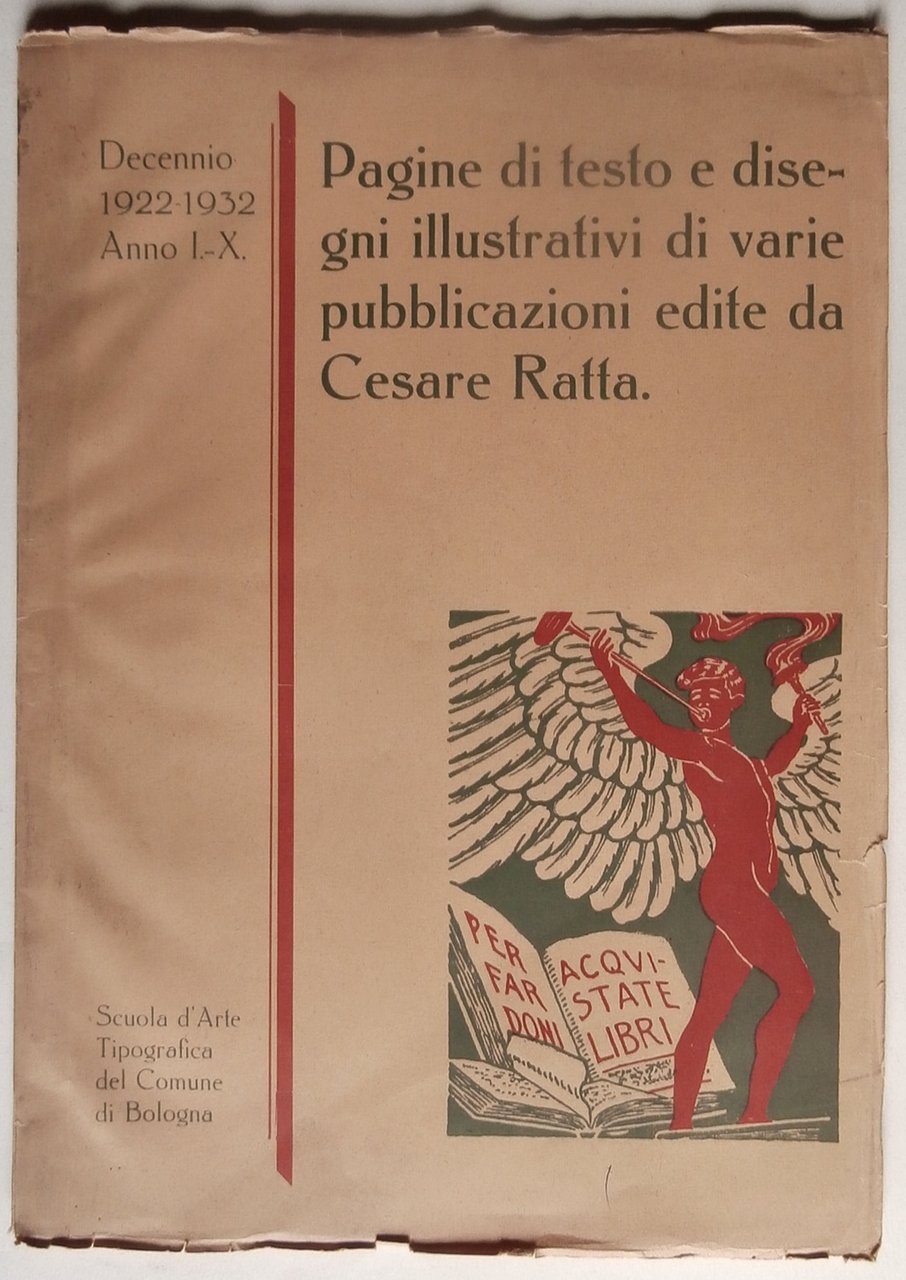 Decennio
1922-1932
Anno I.-X.
Pagine di testo e dise-
gni illustrativi di varie
pubblicazioni edite da
Cesare Ratta.
PER
FAR
DONI
ACQVI-
STATE
LIBRI
Scuola d'Arte
Tipografica
del Comune
di Bologna